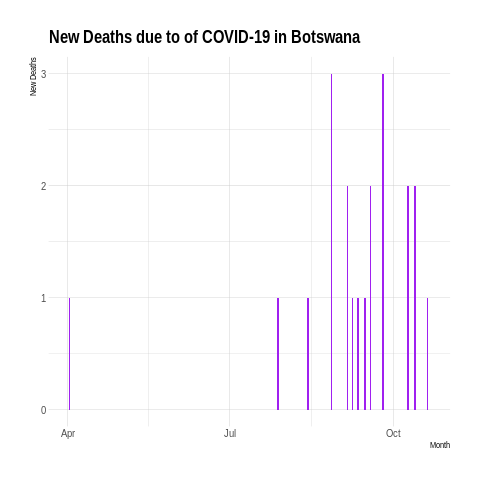 New Deaths due to of COVID-19 in Botswana
New Deaths
3
2
1
0
Apr
Jul
Oct
Month